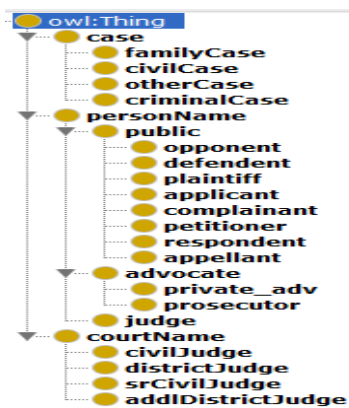 owl:Thing
case
familyCase
civilCase
otherCase
criminalCase
personName
public
opponent
defendent
plaintiff
applicant
complainant
petitioner
respondent
appellant
advocate
private_adv
prosecutor
judge
courtName
civilJudge
districtJudge
srCivilJudge
addlDistrictJudge